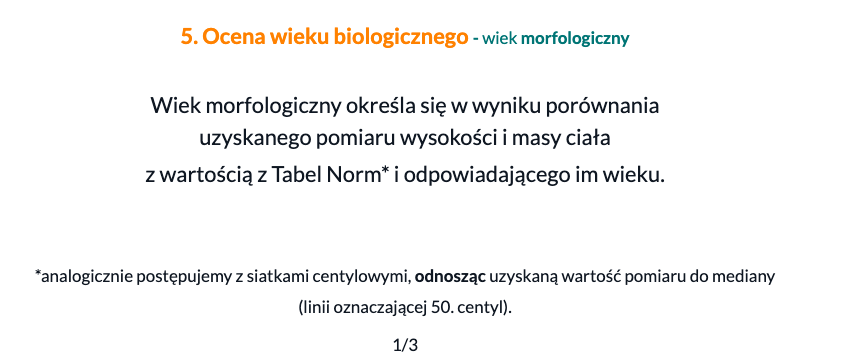 5. Ocena wieku biologicznego - wiek morfologiczny
Wiek morfologiczny określa się w wyniku porównania
uzyskanego pomiaru wysokości i masy ciała
z wartością z Tabel Norm* i odpowiadającego im wieku.
*analogicznie postępujemy z siatkami centylowymi, odnosząc uzyskaną wartość pomiaru do mediany
(linii oznaczającej 50. centyl).
1/3